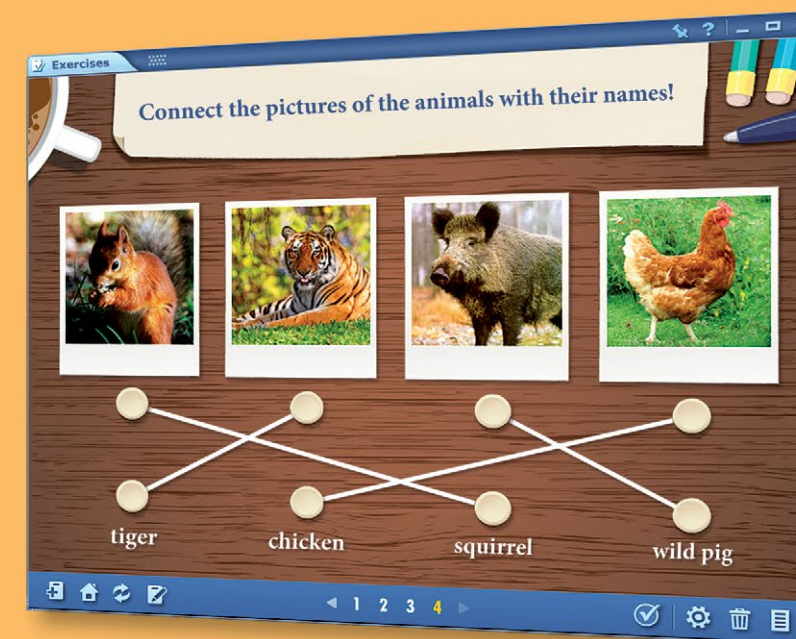 Exercises
?
Connect the pictures of the animals with their names!
tiger chicken squirrel wild pig
1 2 3 4